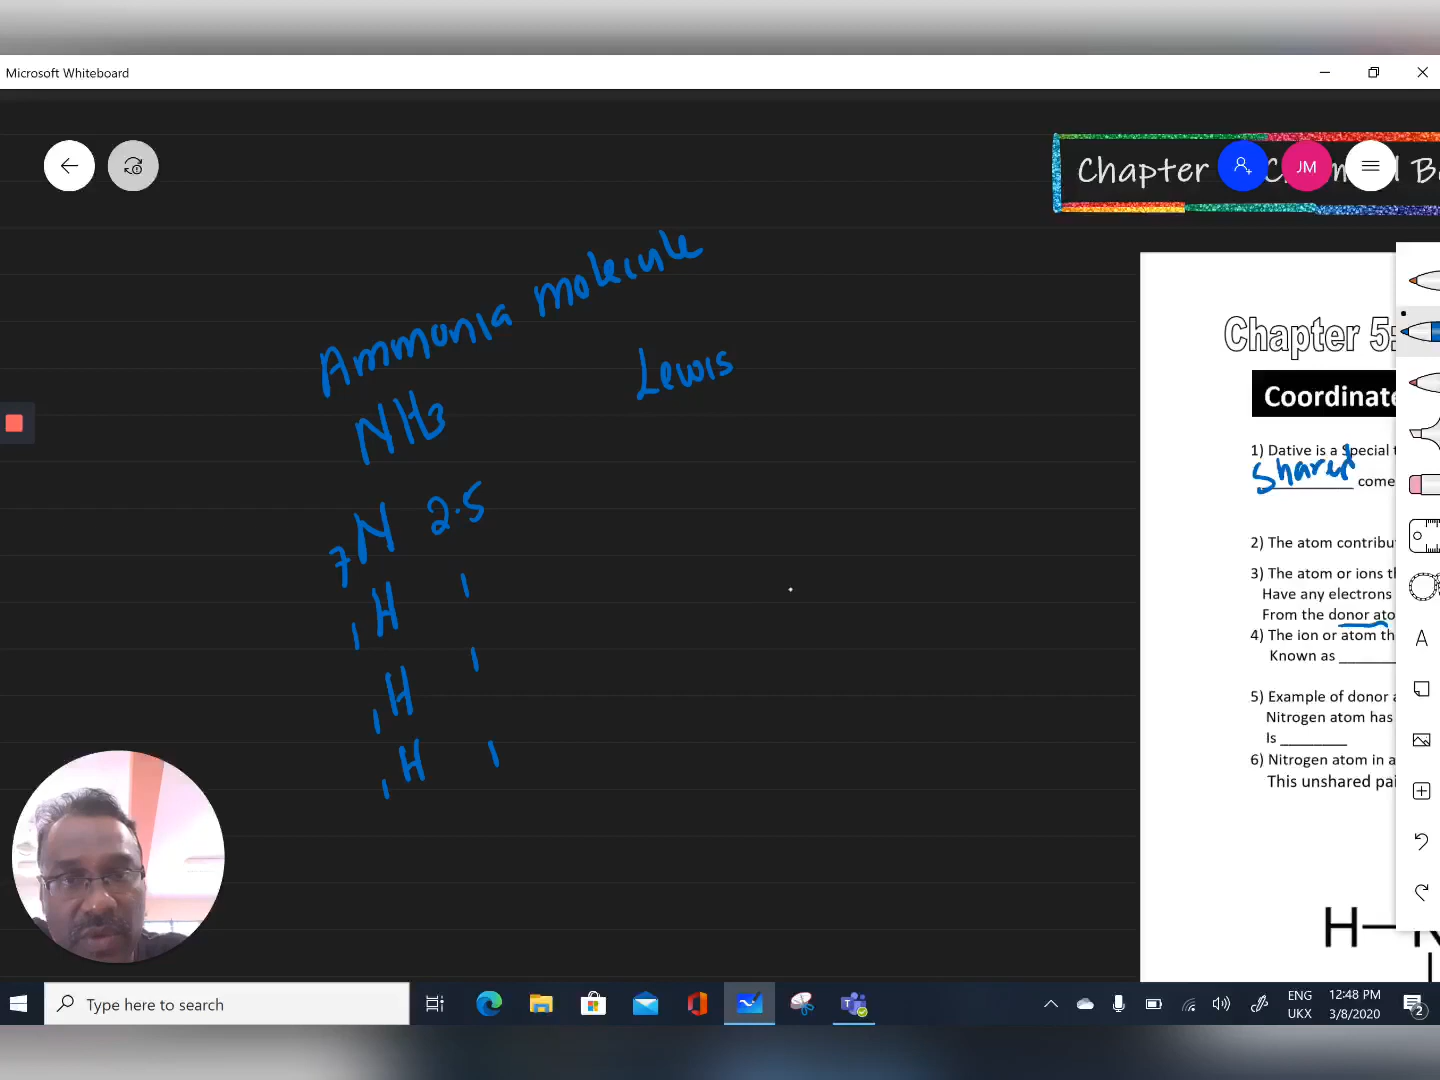 Microsoft Whiteboard
Chapter
JM
Ammonia molecule
NH3
Lewis
7N 2.5
1H 1
1H 1
1H 1
Chapter 5:
Coordinate
1) Dative is a Special t
Shared come
2) The atom contribut
3) The atom or ions th
Have any electrons
From the donor ato
4) The ion or atom th
Known as ________
5) Example of donor a
Nitrogen atom has
Is ________
6) Nitrogen atom in a
This unshared pai
H
A
Type here to search
ENG
UKX
12:48 PM
3/8/2020
2